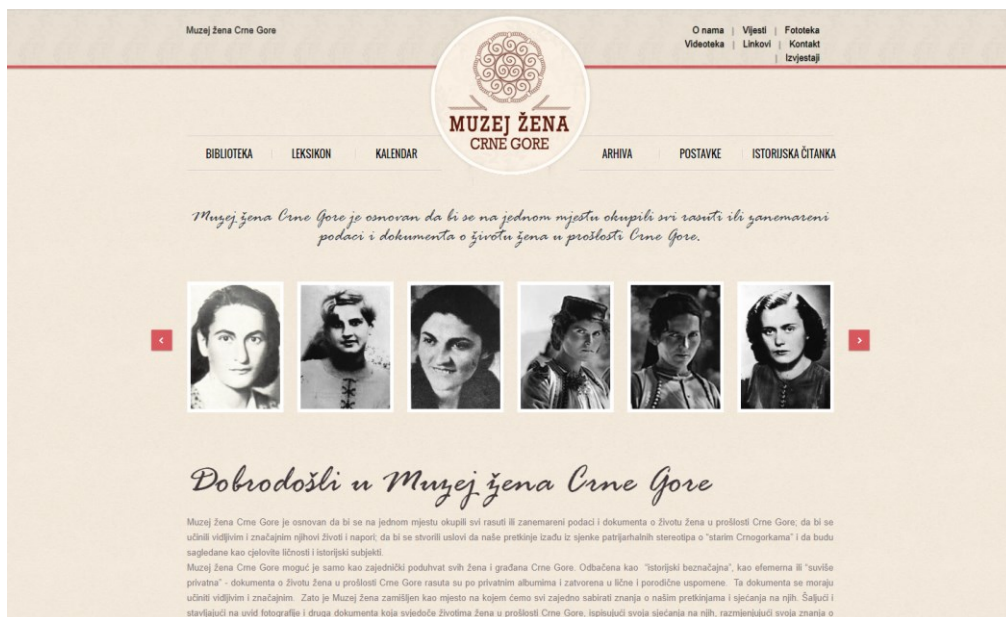 Muzej žena Crne Gore
O nama | Vijesti | Fototeka
Videoteka | Linkovi | Kontakt
| Izvjestaji
MUZEJ ŽENA
CRNE GORE
BIBLIOTEKA LEKSIKON KALENDAR ARHIVA POSTAVKE ISTORIJSKA ČITANKA
Muzej žena Crne Gore je osnovan da bi se na jednom mjestu okupili svi rasuti ili zanemareni
podaci i dokumenta o životu žena u prošlosti Crne Gore.
Dobrodošli u Muzej žena Crne Gore
Muzej žena Crne Gore je osnovan da bi se na jednom mjestu okupili svi rasuti ili zanemareni podaci i dokumenta o životu žena u prošlosti Crne Gore; da bi se
učinili vidljivim i značajnim njihovi životi i napori; da bi se stvorili uslovi da naše pretkinje izađu iz sjenke patrijarhalnih stereotipa o "starim Crnogorkama" i da budu
sagledane kao cjelovite ličnosti i istorijski subjekti.
Muzej žena Crne Gore moguć je samo kao zajednički poduhvat svih žena i građana Crne Gore. Odbačena kao "istorijski beznačajna", kao efemerna ili "suviše
privatna" - dokumenta o životu žena u prošlosti Crne Gore rasuta su po privatnim albumima i zatvorena u lične i porodične uspomene. Ta dokumenta se moraju
učiniti vidljivim i značajnim. Zato je Muzej žena zamišljen kao mjesto na kojem ćemo svi zajedno sabirati znanja o našim pretkinjama i sjećanja na njih. Šaljući i
stavljajući na uvid fotografije i druga dokumenta koja svjedoče životima žena u prošlosti Crne Gore, ispisujući svoja sjećanja na njih, razmjenjujući svoja znanja o